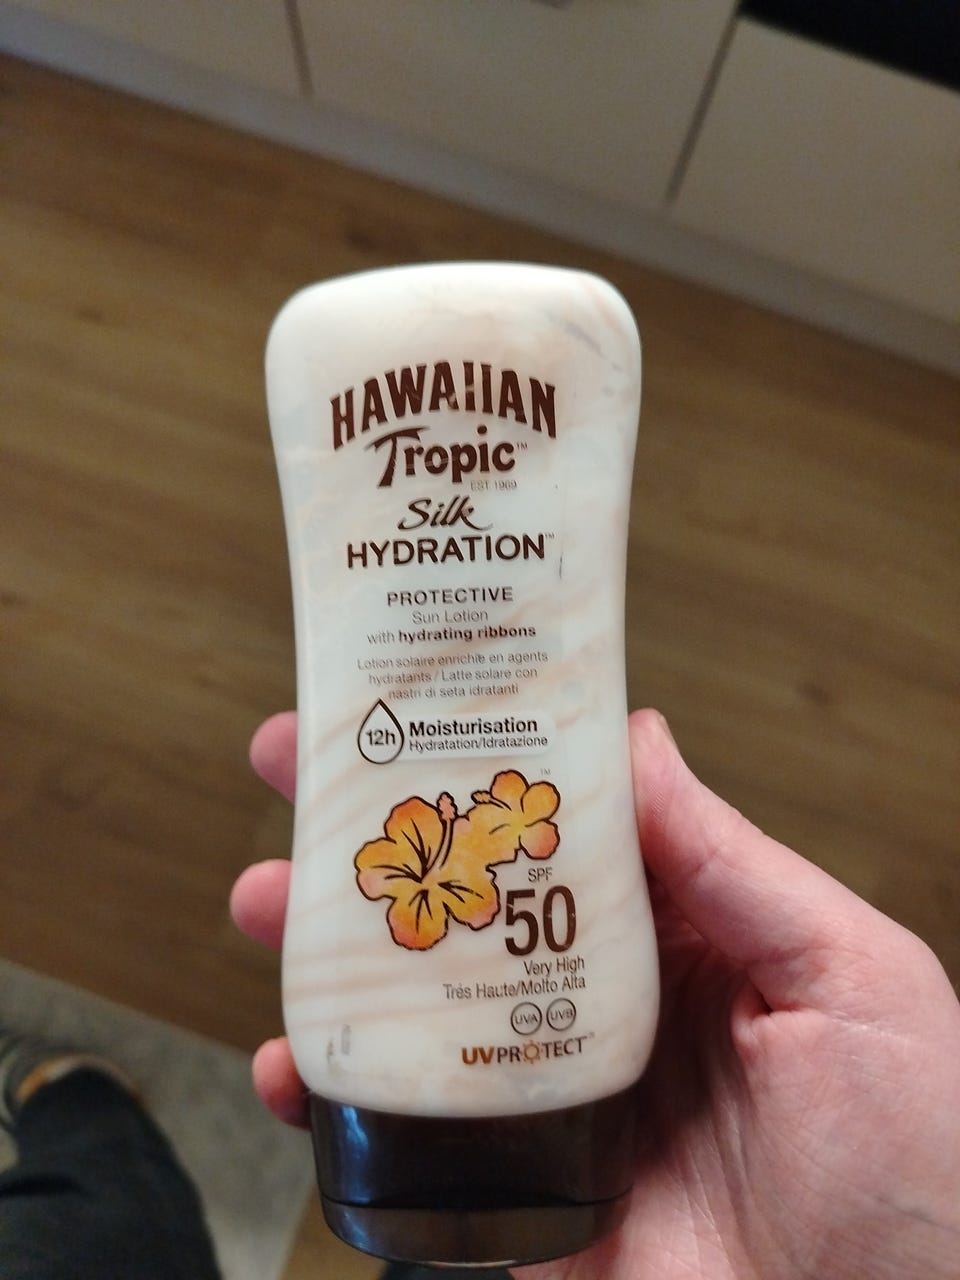 HAWAIIAN
Tropic™
EST. 1969
Silk
HYDRATION™
PROTECTIVE
Sun Lotion
with hydrating ribbons
Lotion solaire enrichie en agents
hydratants / Latte solare con
nastri di seta idratanti
12h
Moisturisation
Hydratation/Idratazione
™
SPF
50
Very High
Trés Haute/Molto Alta
UVA UVB
UVPROTECT™